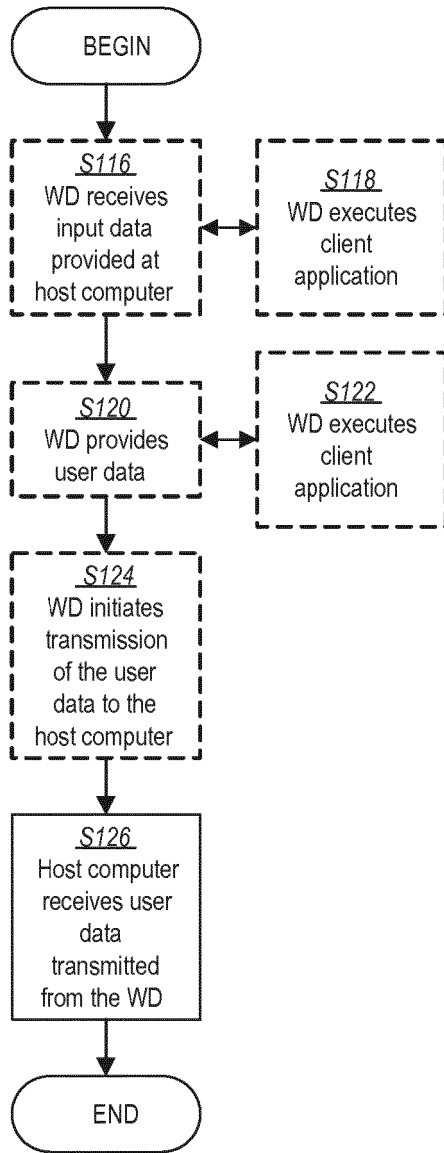 BEGIN
S116
WD receives
input data
provided at
host computer
S118
WD executes
client
application
S120
WD provides
user data
S122
WD executes
client
application
S124
WD initiates
transmission
of the user
data to the
host computer
S126
Host computer
receives user
data
transmitted
from the WD
END